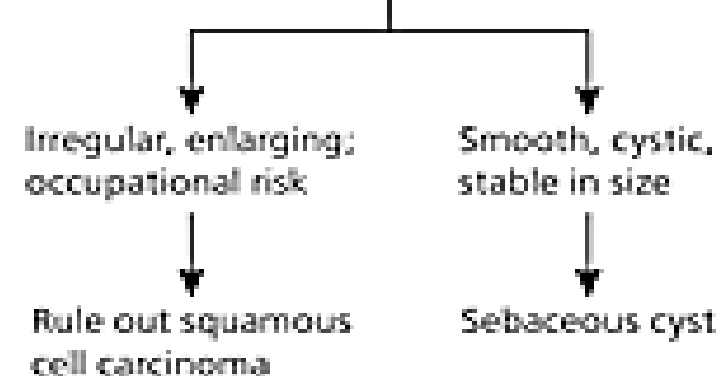 Irregular, enlarging;
occupational risk
Smooth, cystic,
stable in size
Rule out squamous
cell carcinoma
Sebaceous cyst